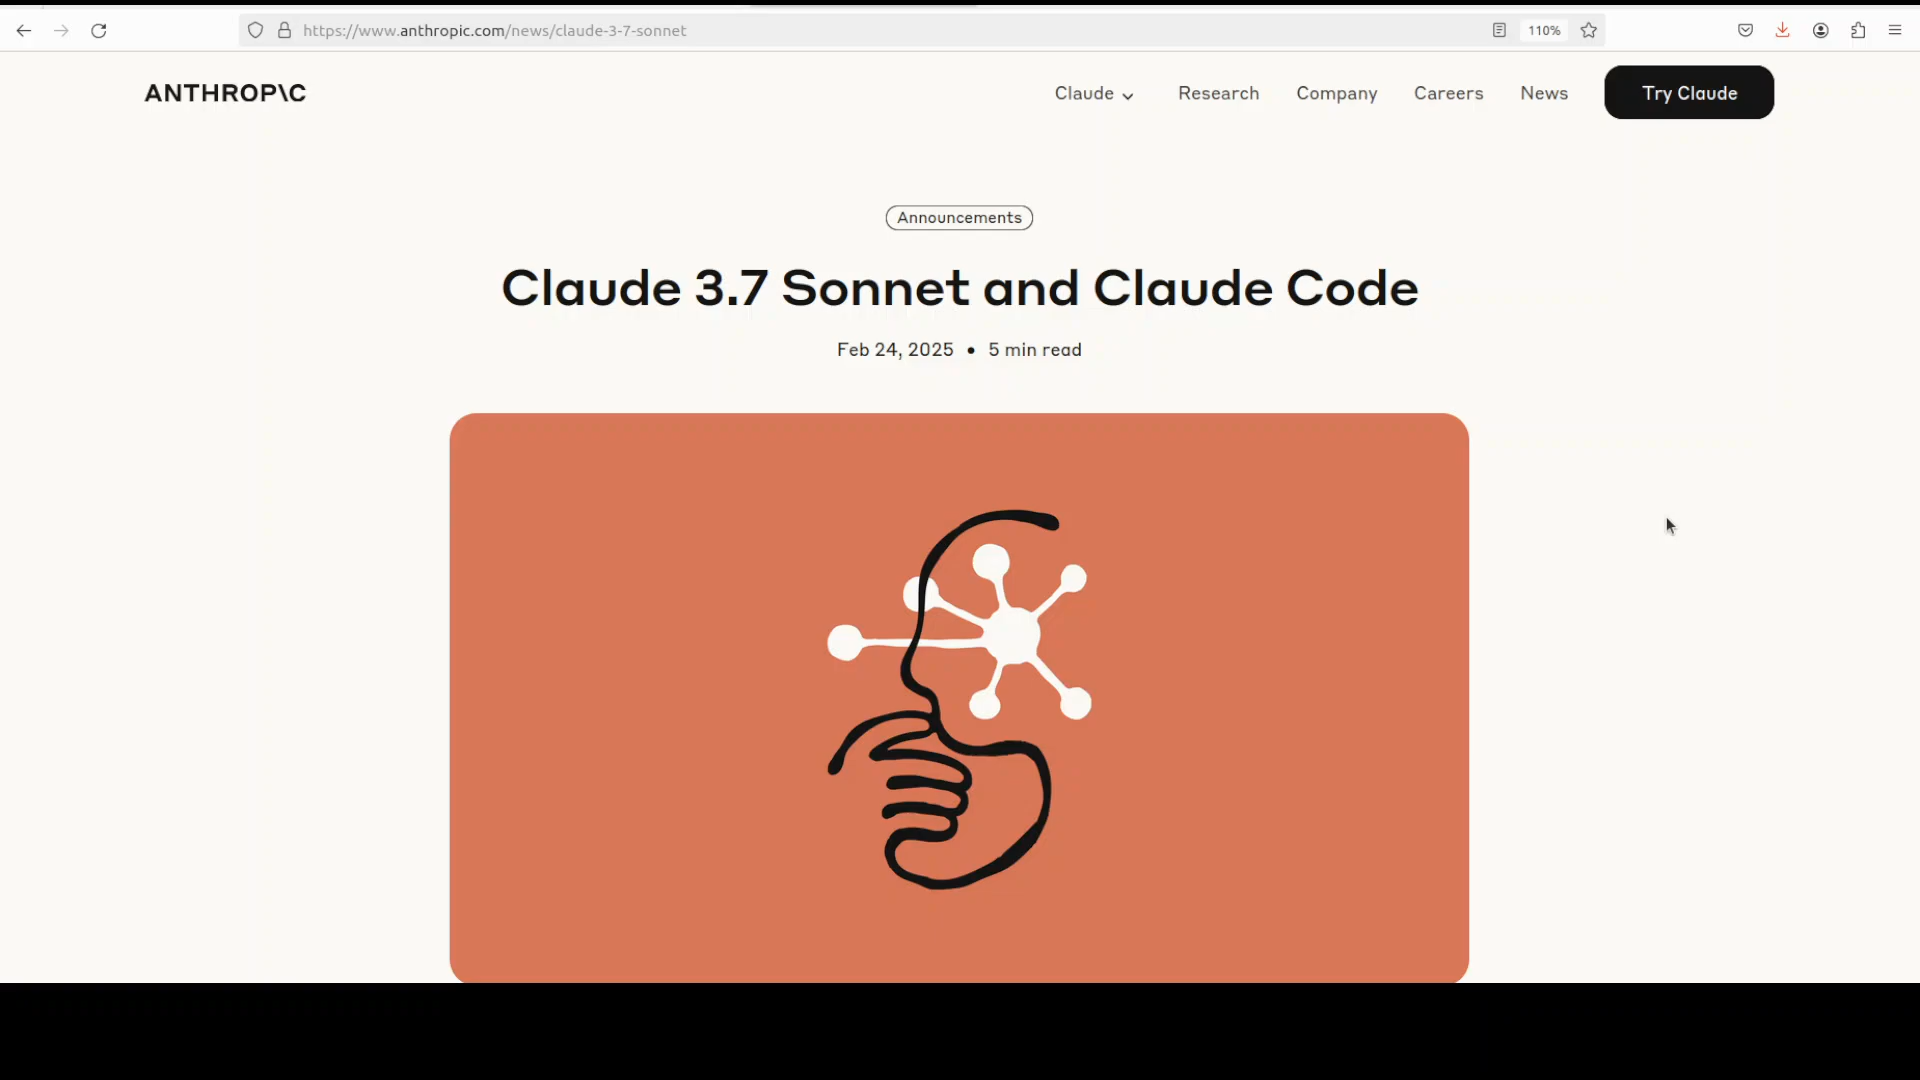 https://www.anthropic.com/news/claude-3-7-sonnet
110%
ANTHROP\C
Claude
Research
Company
Careers
News
Try Claude
Announcements
Claude 3.7 Sonnet and Claude Code
Feb 24, 2025 • 5 min read